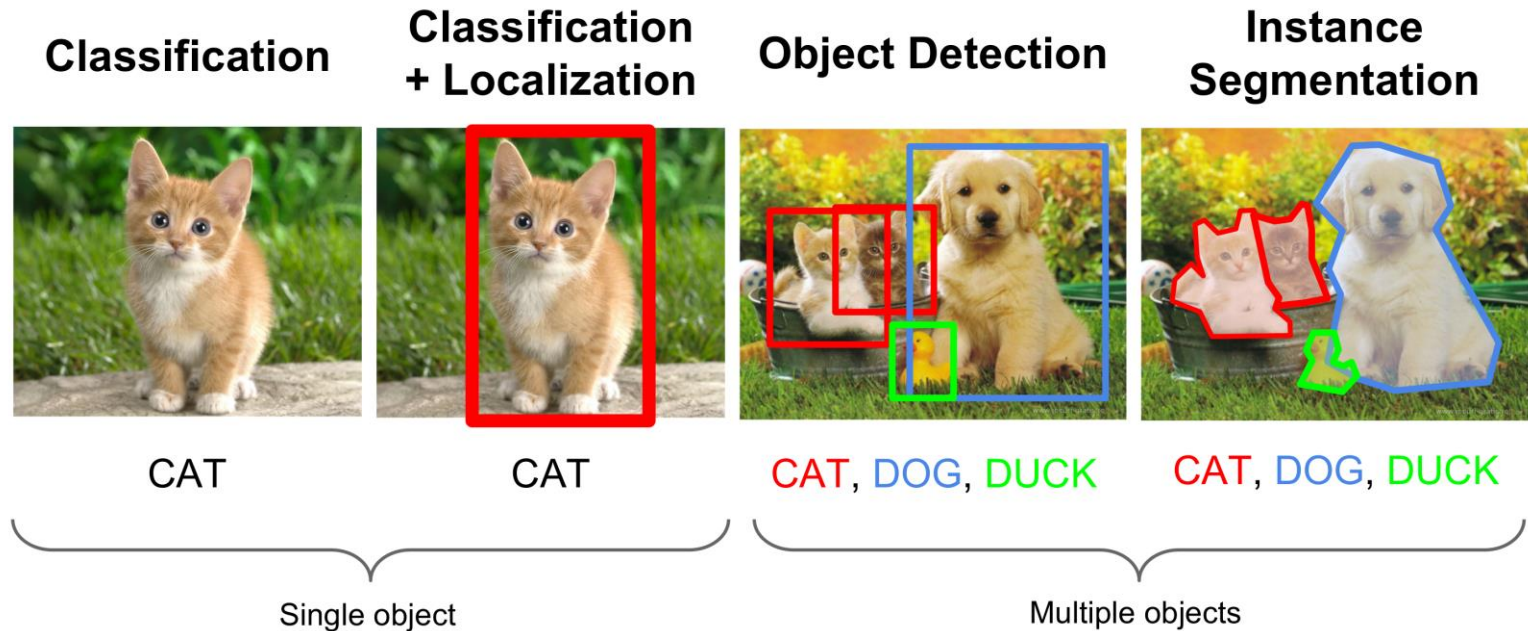 Classification
Classification
+ Localization
Object Detection
Instance
Segmentation
CAT
CAT
CAT, DOG, DUCK
CAT, DOG, DUCK
Single object
Multiple objects